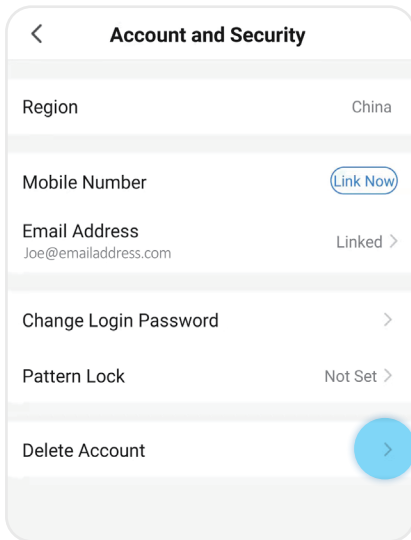 Account and Security
Region China
Mobile Number Link Now
Email Address
Joe@emailaddress.com
Linked
Change Login Password
Pattern Lock Not Set
Delete Account